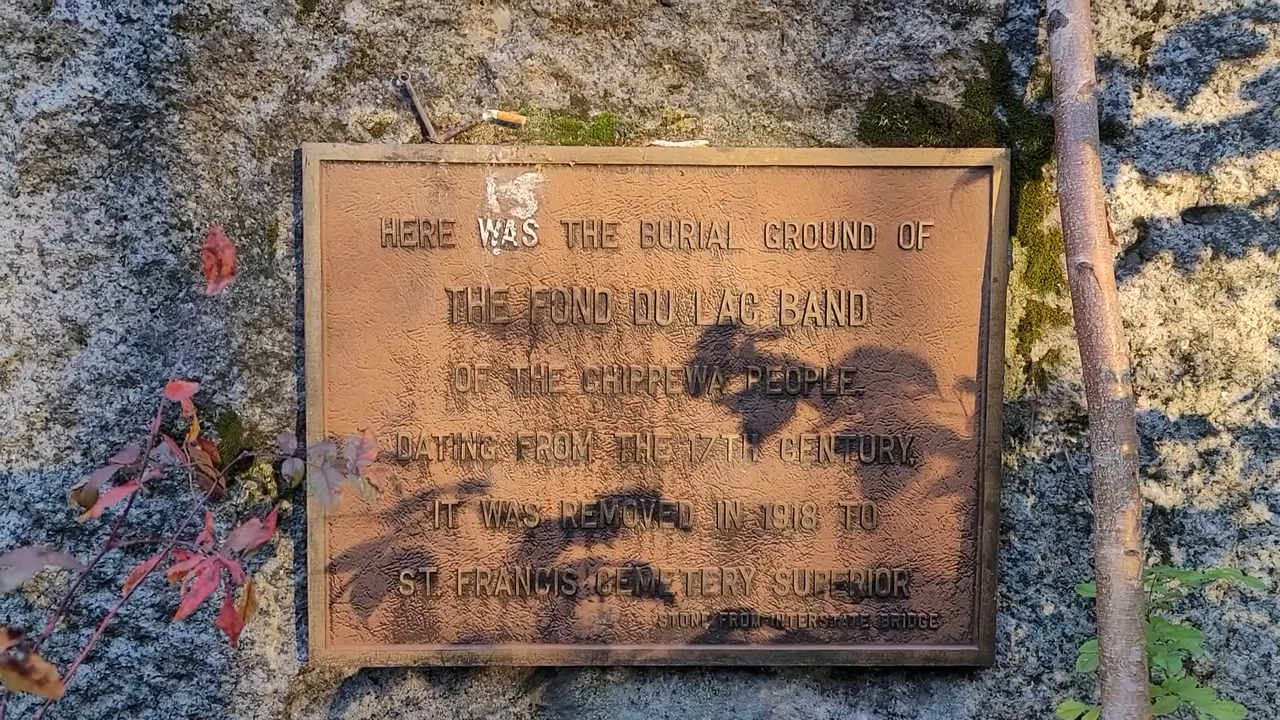 IS
HERE WAS THE BURIAL GROUND OF
THE FOND DU LAC BAND
OF THE CHIPPEWA PEOPLE.
DATING FROM THE 17TH CENTURY,
IT WAS REMOVED IN 1918 TO
ST. FRANCIS CEMETERY SUPERIOR
STONE FROM INTERSTATE BRIDGE